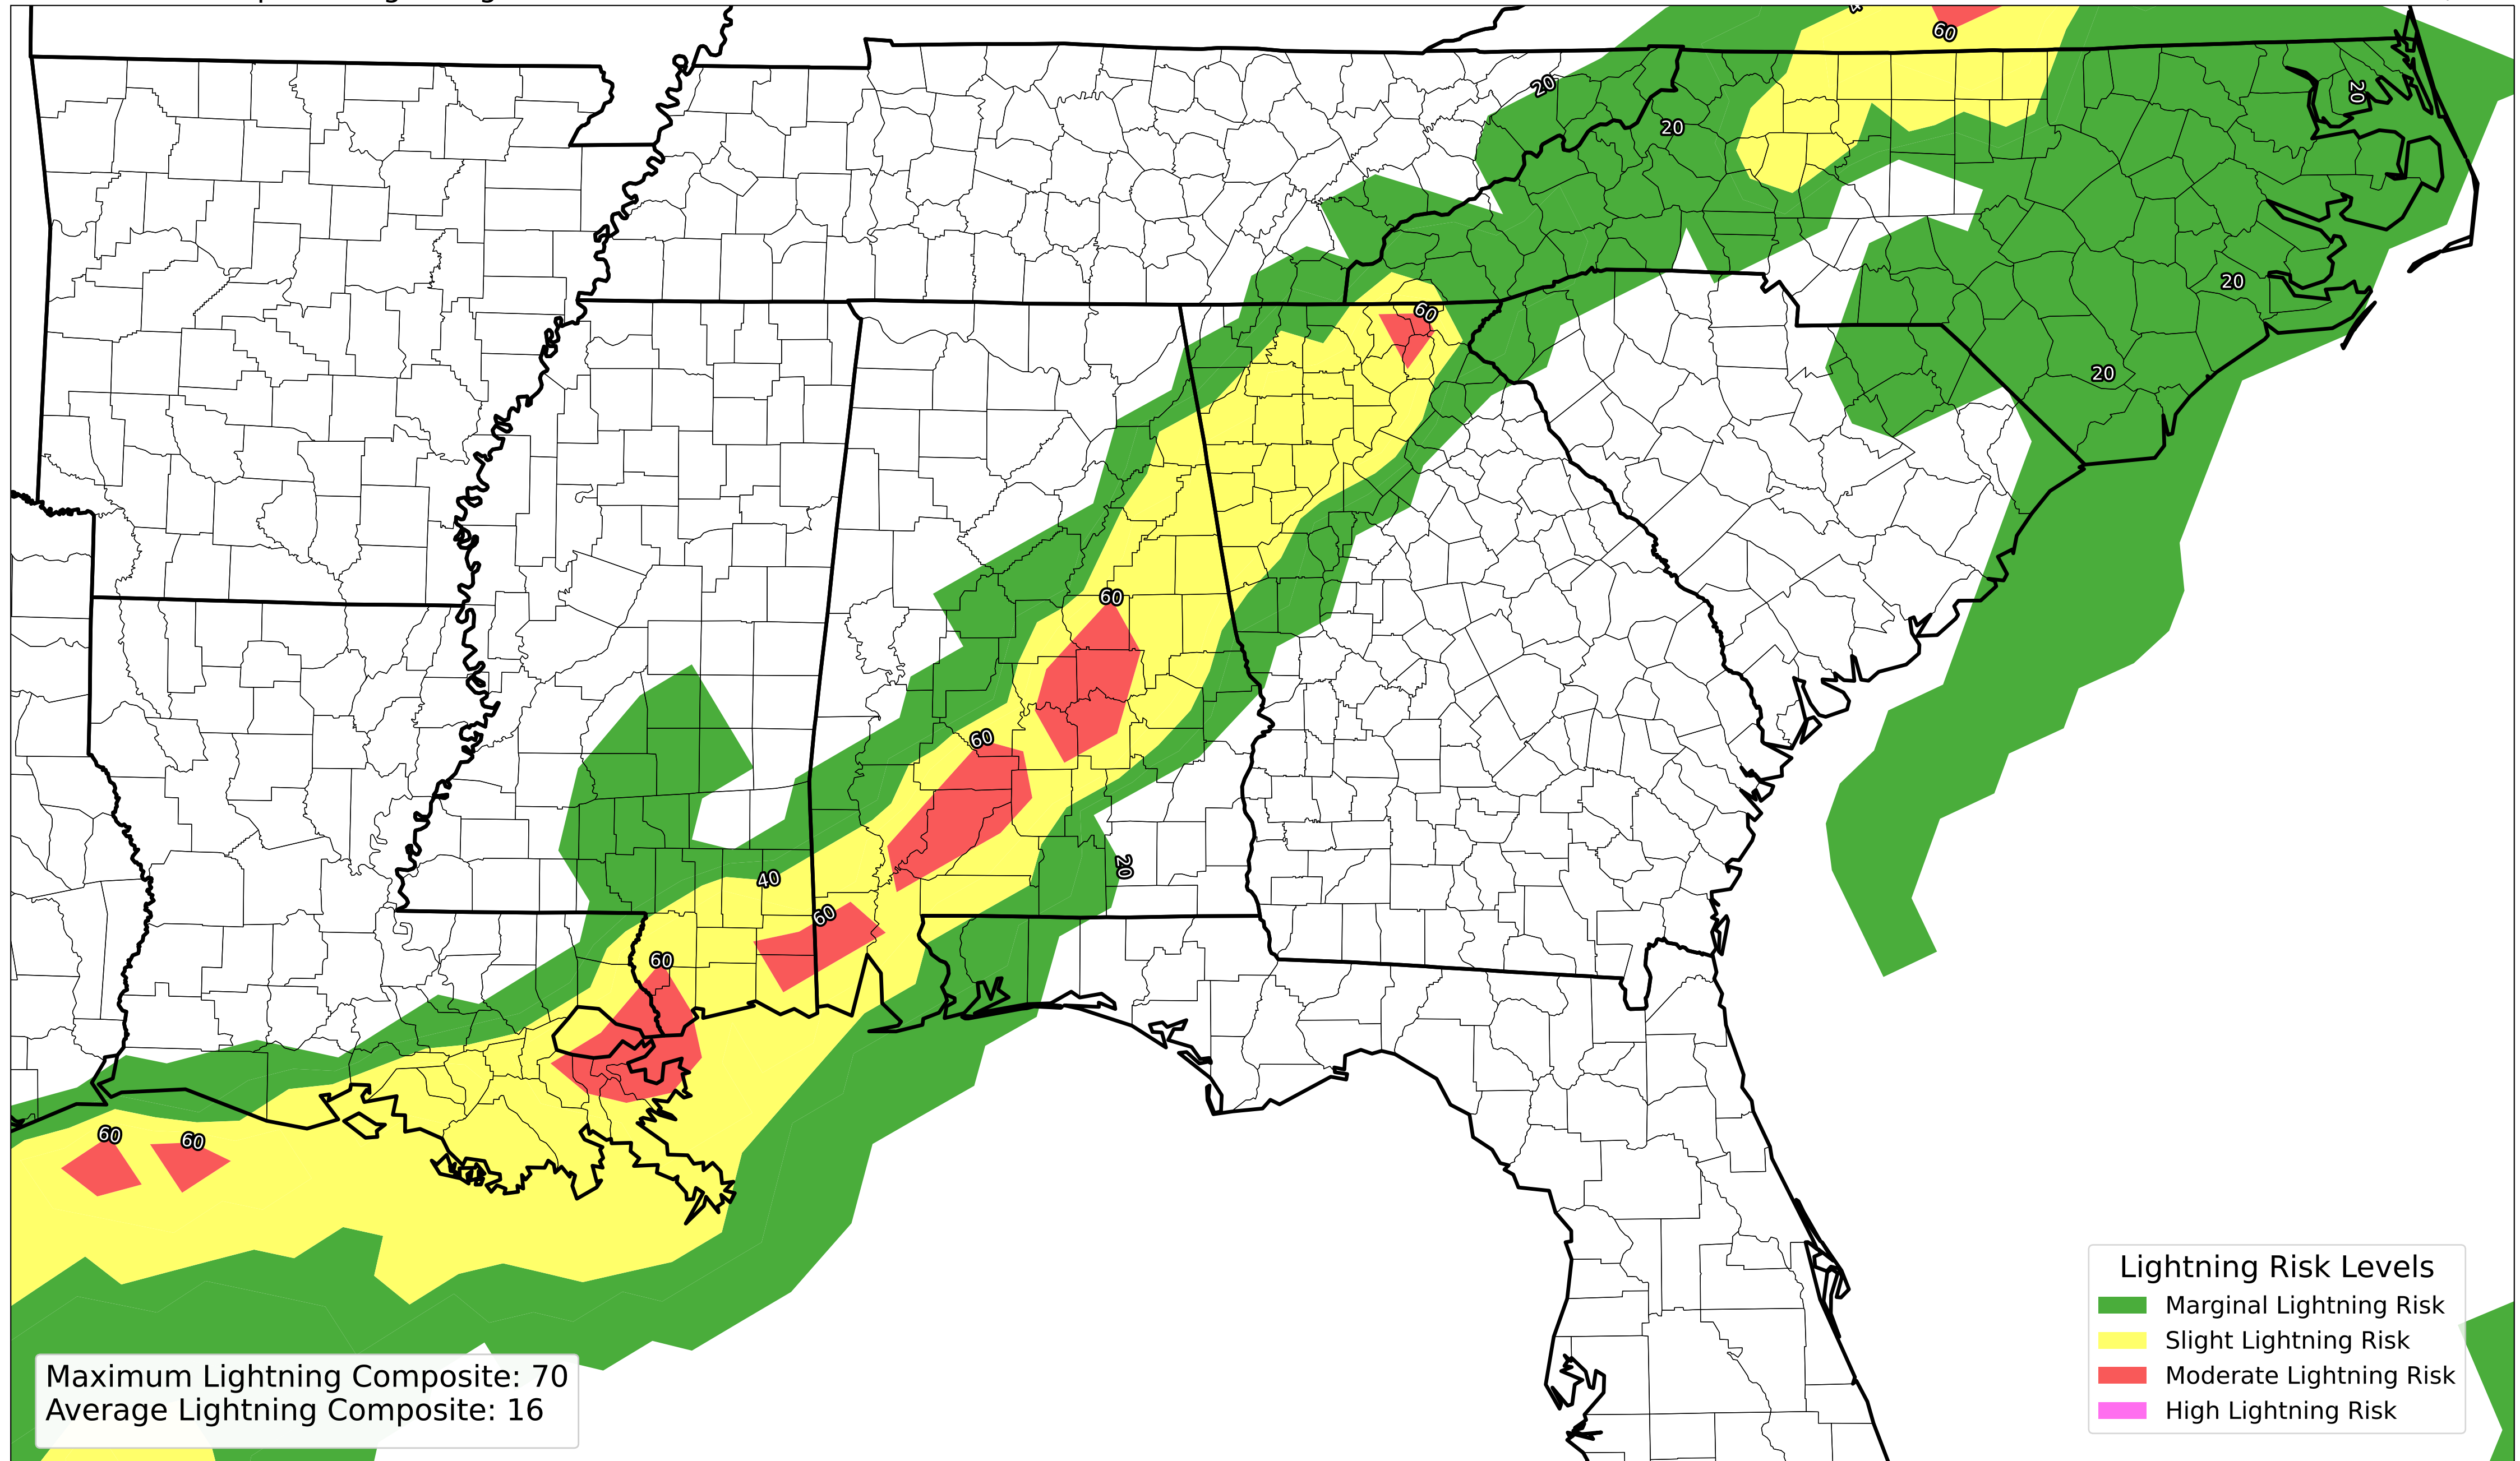 60
20
20
20
20
60
20
60
60
20
40
60
60
60
60
Lightning Risk Levels
Marginal Lightning Risk
Slight Lightning Risk
Moderate Lightning Risk
High Lightning Risk
Maximum Lightning Composite: 70
Average Lightning Composite: 16